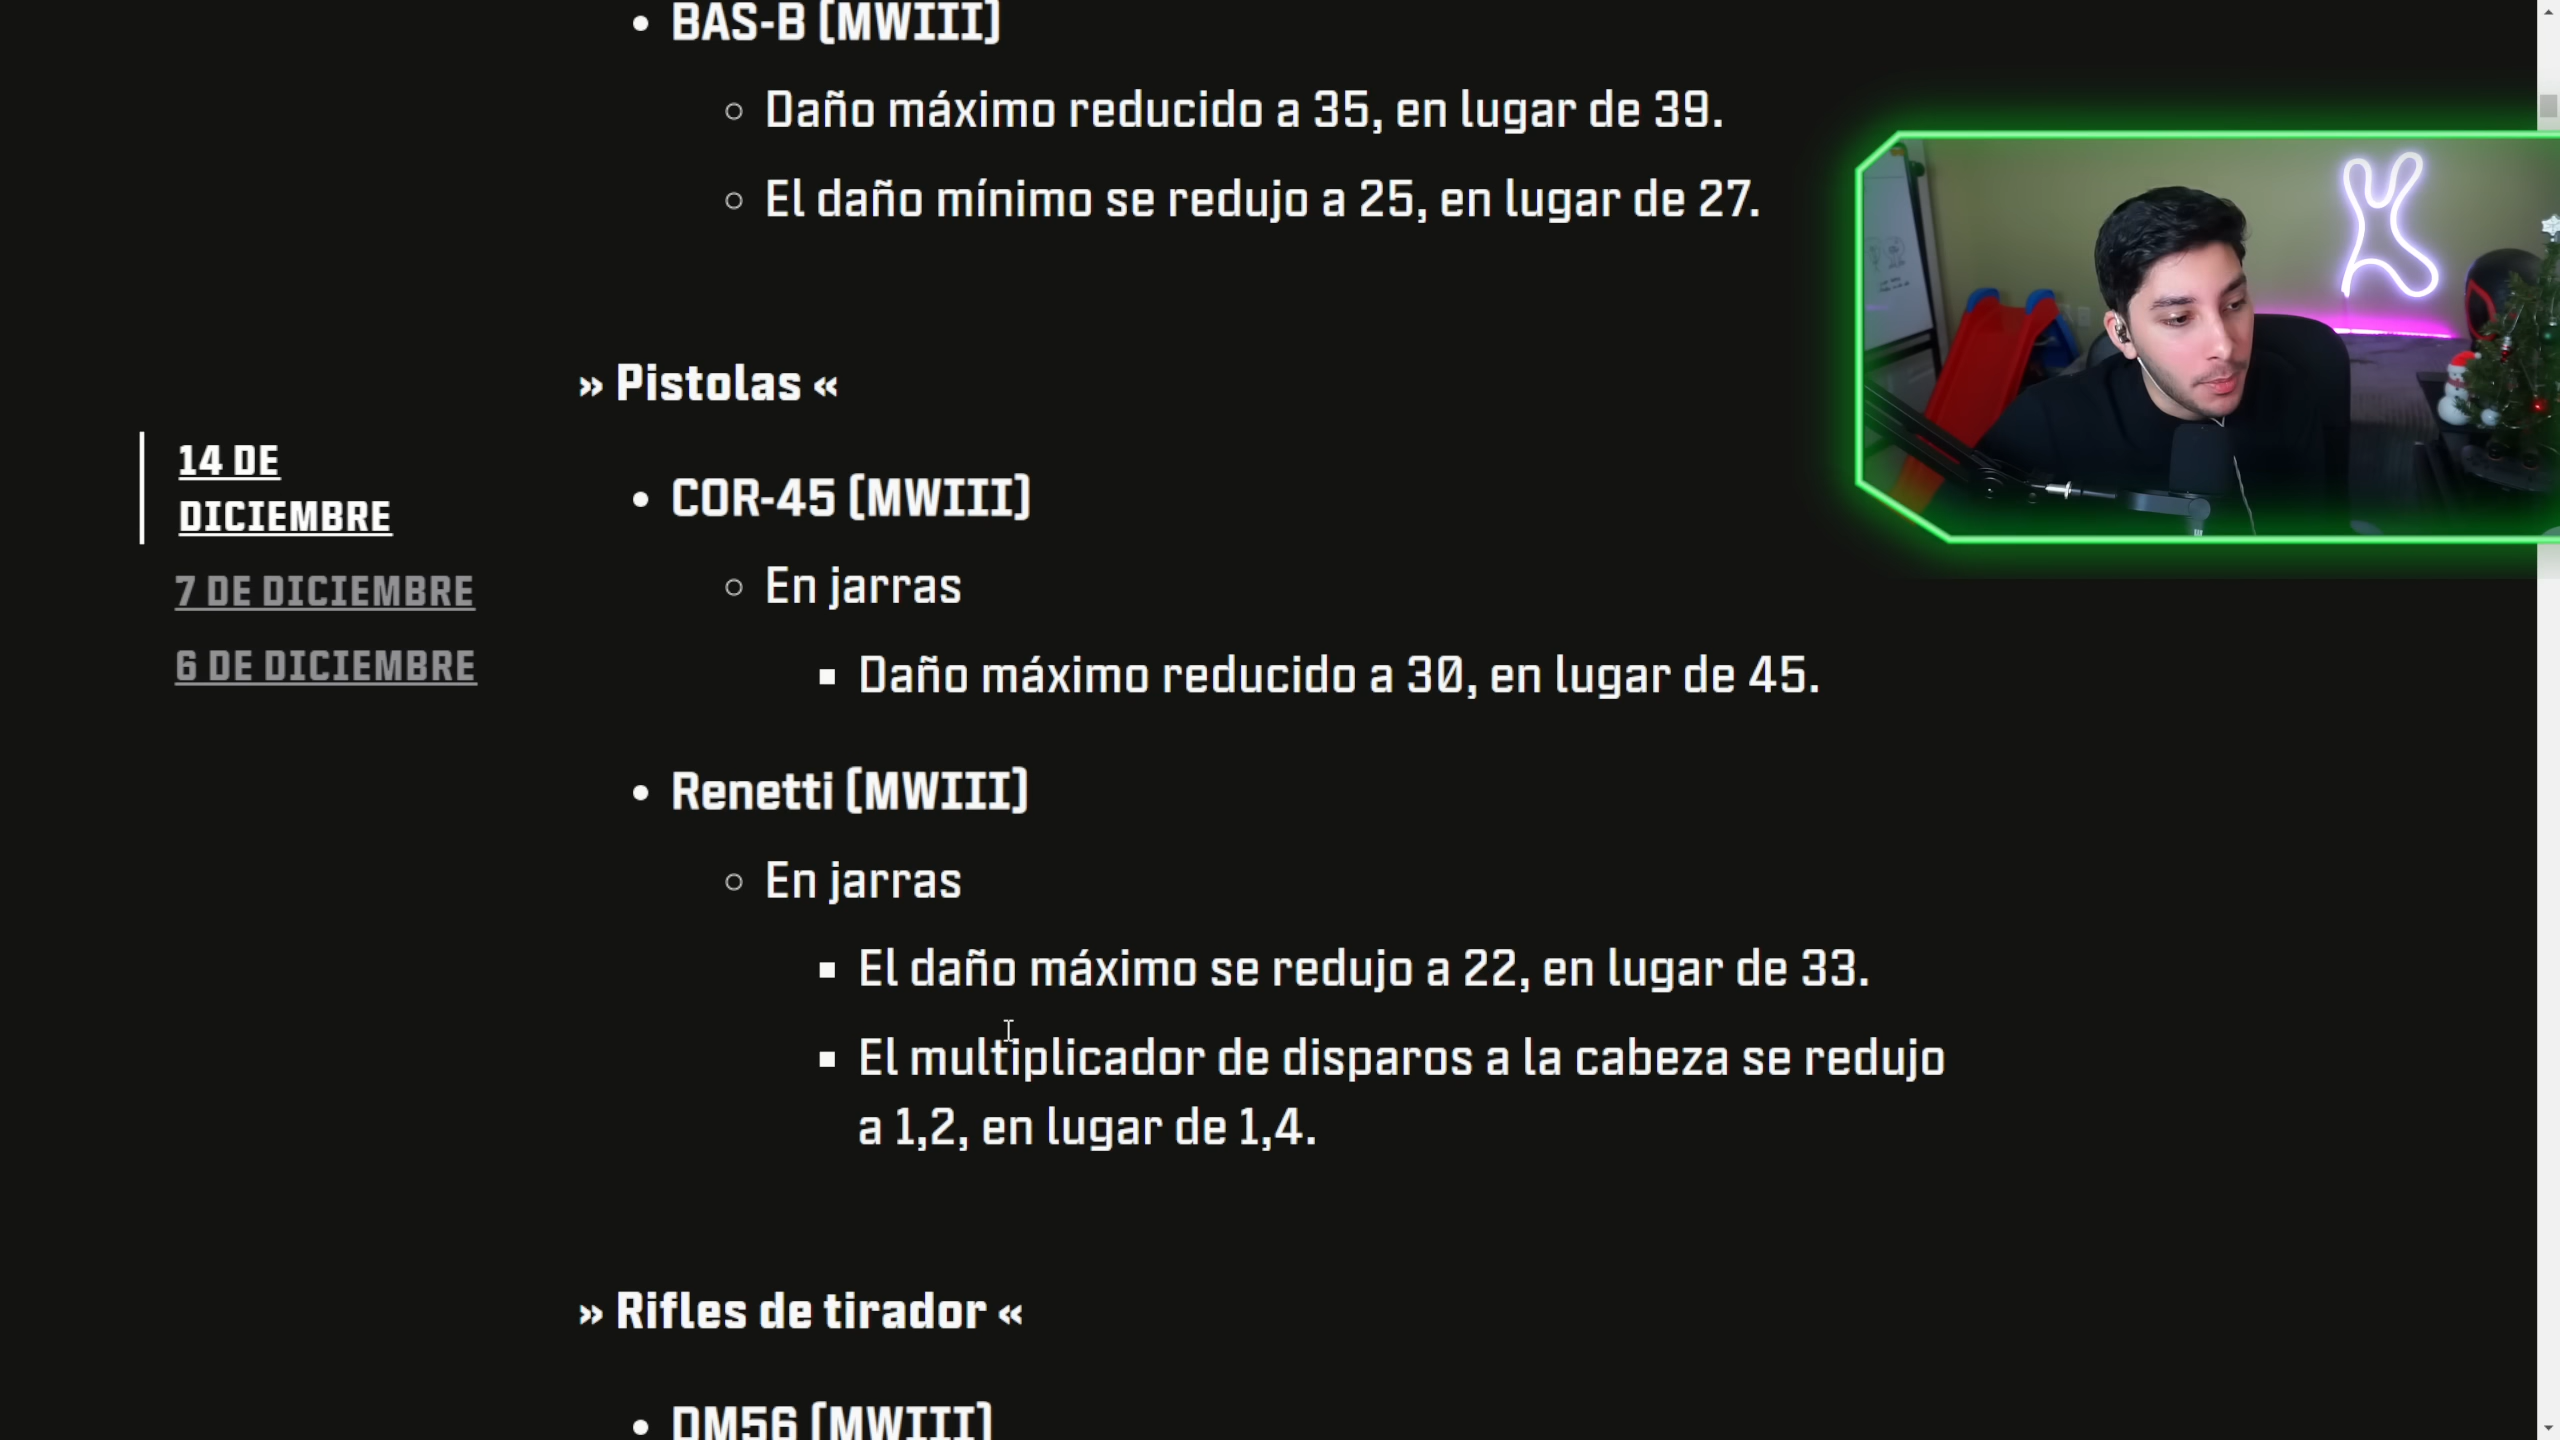 BAS-B (MWIII)
Daño máximo reducido a 35, en lugar de 39.
El daño mínimo se redujo a 25, en lugar de 27.
» Pistolas «
14 DE
DICIEMBRE
7 DE DICIEMBRE
6 DE DICIEMBRE
COR-45 (MWIII)
En jarras
Daño máximo reducido a 30, en lugar de 45.
Renetti (MWIII)
En jarras
El daño máximo se redujo a 22, en lugar de 33.
El multiplicador de disparos a la cabeza se redujo
a 1,2, en lugar de 1,4.
» Rifles de tirador «
DM56 (MWIII)